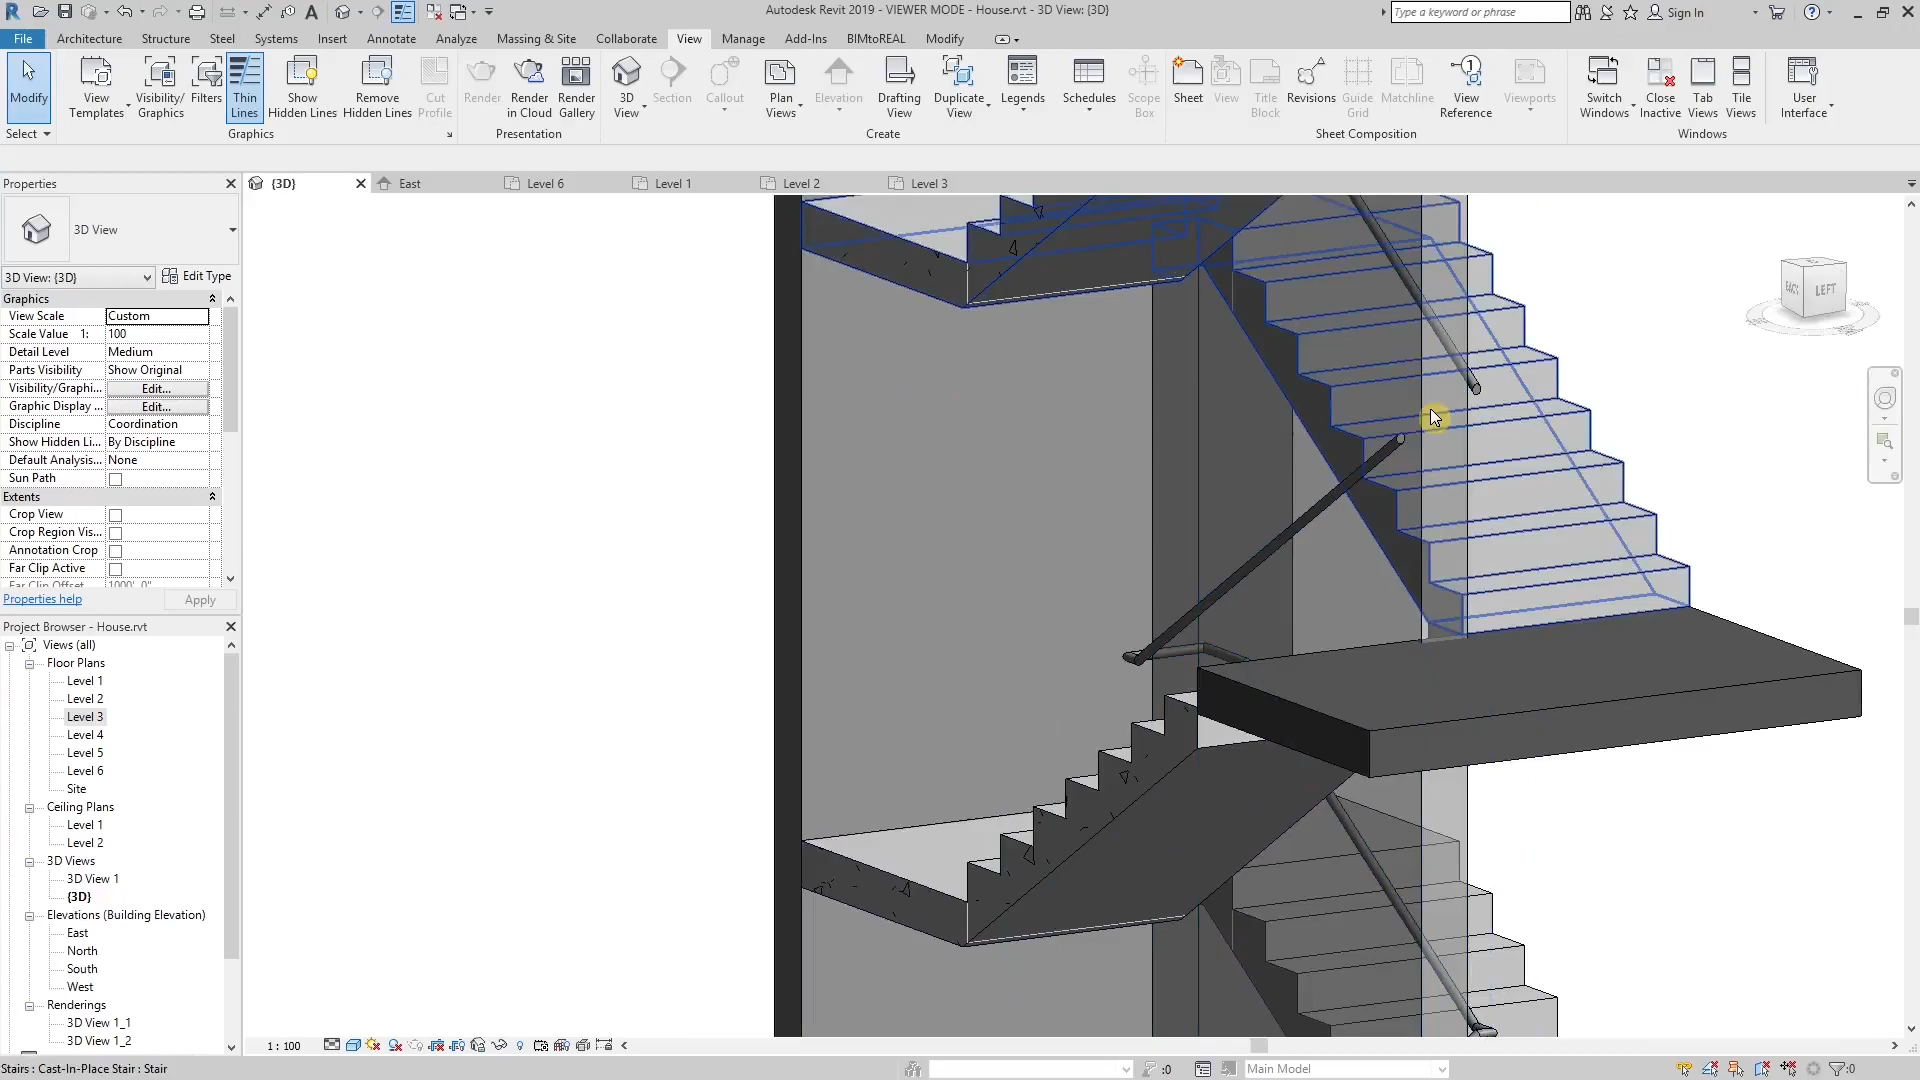 Autodesk Revit 2019 - VIEWER MODE - House.rvt - 3D View: {3D}
Type a keyword or phrase
Sign In
File Architecture Structure Steel Systems Insert Annotate Analyze Massing & Site Collaborate View Manage Add-Ins BIMtoREAL Modify
Modify
View Templates
Visibility/ Graphics
Filters
Thin Lines
Show Hidden Lines
Remove Hidden Lines
Cut Profile
Render
Render in Cloud
Render Gallery
3D View
Section
Callout
Plan Views
Elevation
Drafting View
Duplicate View
Legends
Schedules
Scope Box
Sheet
View
Title Block
Revisions
Guide Grid
Matchline
View Reference
Viewports
Switch Windows
Close Inactive
Tab Views
Tile Views
User Interface
Select
Graphics
Presentation
Create
Sheet Composition
Windows
Properties
{3D}
East
Level 6
Level 1
Level 2
Level 3
3D View
3D View: {3D}
Edit Type
Graphics
View Scale Custom
Scale Value 1: 100
Detail Level Medium
Parts Visibility Show Original
Visibility/Graphi... Edit...
Graphic Display ... Edit...
Discipline Coordination
Show Hidden Li... By Discipline
Default Analysis... None
Sun Path
Extents
Crop View
Crop Region Vis...
Annotation Crop
Far Clip Active
Far Clip Offset 1000' 0"
Properties help
Apply
Project Browser - House.rvt
Views (all)
Floor Plans
Level 1
Level 2
Level 3
Level 4
Level 5
Level 6
Site
Ceiling Plans
Level 1
Level 2
3D Views
3D View 1
{3D}
Elevations (Building Elevation)
East
North
South
West
Renderings
3D View 1_1
3D View 1_2
BACK
LEFT
1 : 100
Stairs : Cast-In-Place Stair : Stair
:0
Main Model
:0